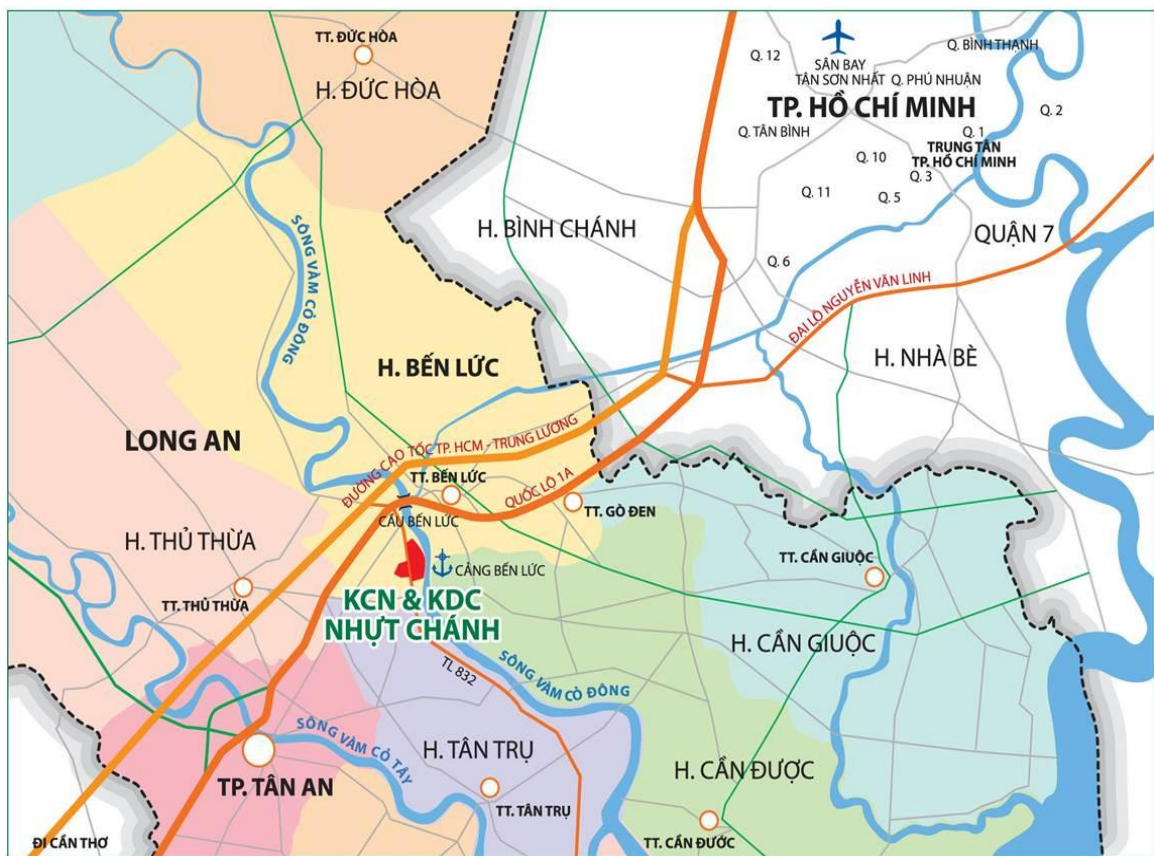 TT. ĐỨC HÒA
H. ĐỨC HÒA
Q. 12
SÂN BAY
TÂN SƠN NHẤT
Q. PHÚ NHUẬN
Q. BÌNH THẠNH
TP. HỒ CHÍ MINH
Q. 2
Q. TÂN BÌNH
Q. 1
TRUNG TÂN
TP. HỒ CHÍ MINH
Q. 10
Q. 3
Q. 11
Q. 5
H. BÌNH CHÁNH
QUẬN 7
Q. 6
SÔNG VÀM CỎ ĐÔNG
ĐẠI LÒ NGUYỄN VĂN LINH
H. BẾN LỨC
H. NHÀ BÈ
LONG AN
ĐƯỜNG CAO TỐC TP. HCM - TRUNG LƯƠNG
TT. BẾN LỨC
QUỐC LÔ 1A
CẦU BẾN LỨC
TT. GÒ ĐEN
H. THỦ THỪA
CẢNG BẾN LỨC
TT. CẦN GIUỘC
TT. THỦ THỪA
KCN & KDC
NHỰT CHÁNH
H. CẦN GIUỘC
TL 832
SÔNG VÀM CỎ ĐÔNG
SÔNG VÀM CỎ TÂY
H. TÂN TRỤ
H. CẦN ĐƯỢC
TP. TÂN AN
TT. TÂN TRỤ
TT. CẦN ĐƯỚC
ĐI CẦN THƠ